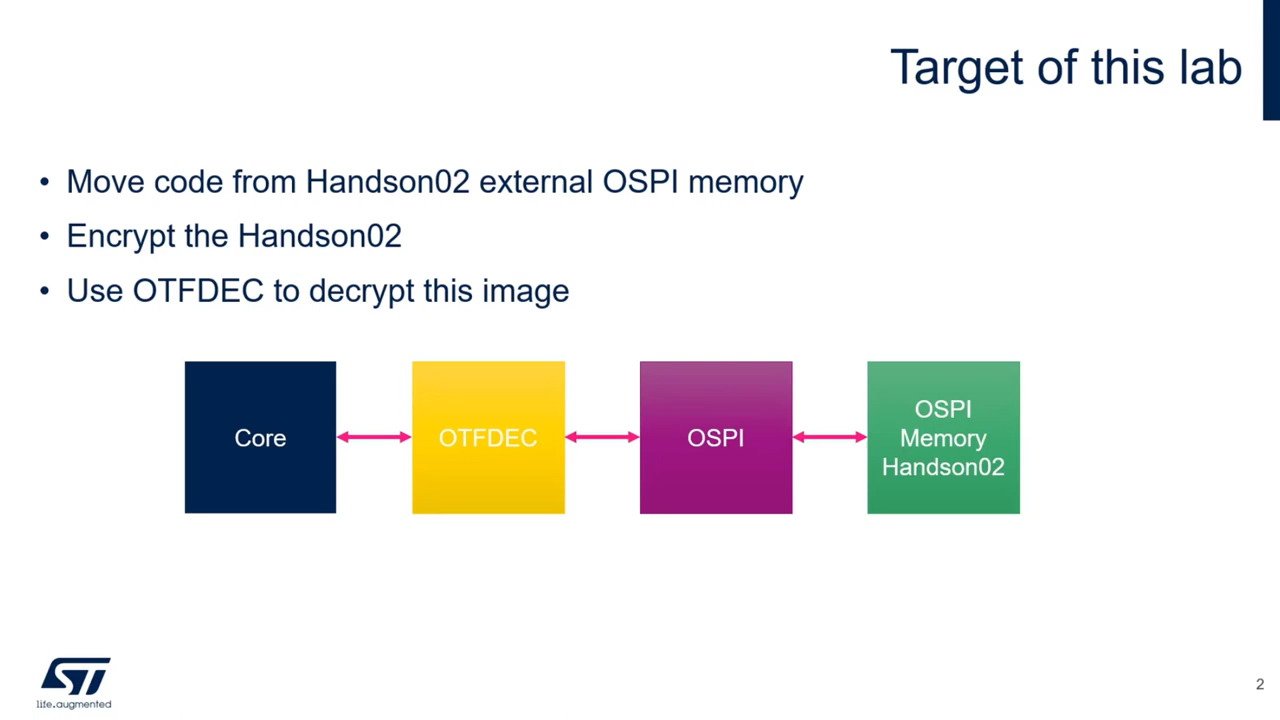 Target of this lab
• Move code from Handson02 external OSPI memory
• Encrypt the Handson02
• Use OTFDEC to decrypt this image
Core
OTFDEC
OSPI
OSPI
Memory
Handson02
ST
life.augmented
2